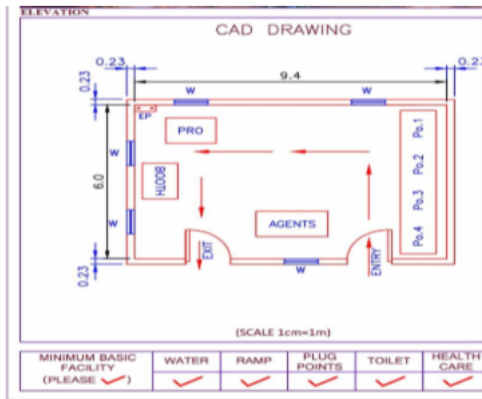 ELEVATION
CAD DRAWING
0.23
9.4
0.23
0.23
W
W
EP
PRO
Po.1
W
Po.2
6.0
BOOTH
Po.3
W
AGENTS
Po.4
EXIT
ENTRY
0.23
W
(SCALE 1cm=1m)
MINIMUM BASIC FACILITY (PLEASE ✓)
WATER
RAMP
PLUG POINTS
TOILET
HEALTH CARE
✓ ✓ ✓ ✓ ✓